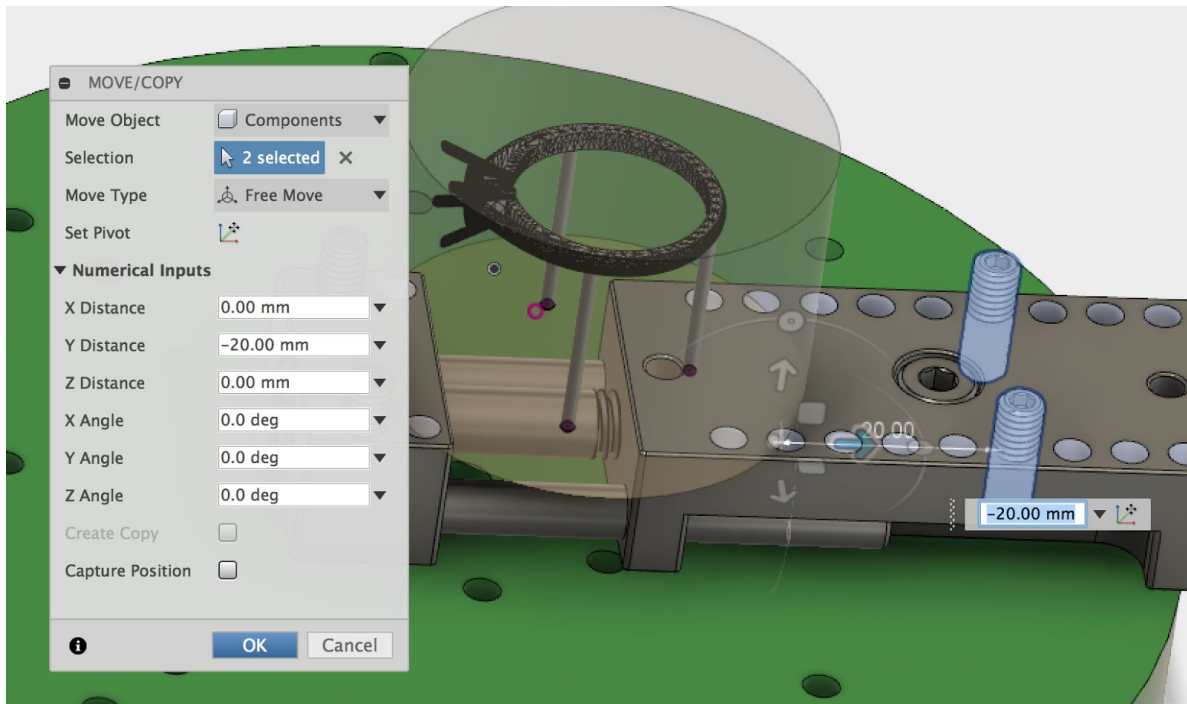 MOVE/COPY
Move Object Components
Selection 2 selected
Move Type Free Move
Set Pivot
Numerical Inputs
X Distance 0.00 mm
Y Distance -20.00 mm
Z Distance 0.00 mm
X Angle 0.0 deg
Y Angle 0.0 deg
Z Angle 0.0 deg
Create Copy
Capture Position
OK Cancel
20.00
-20.00 mm